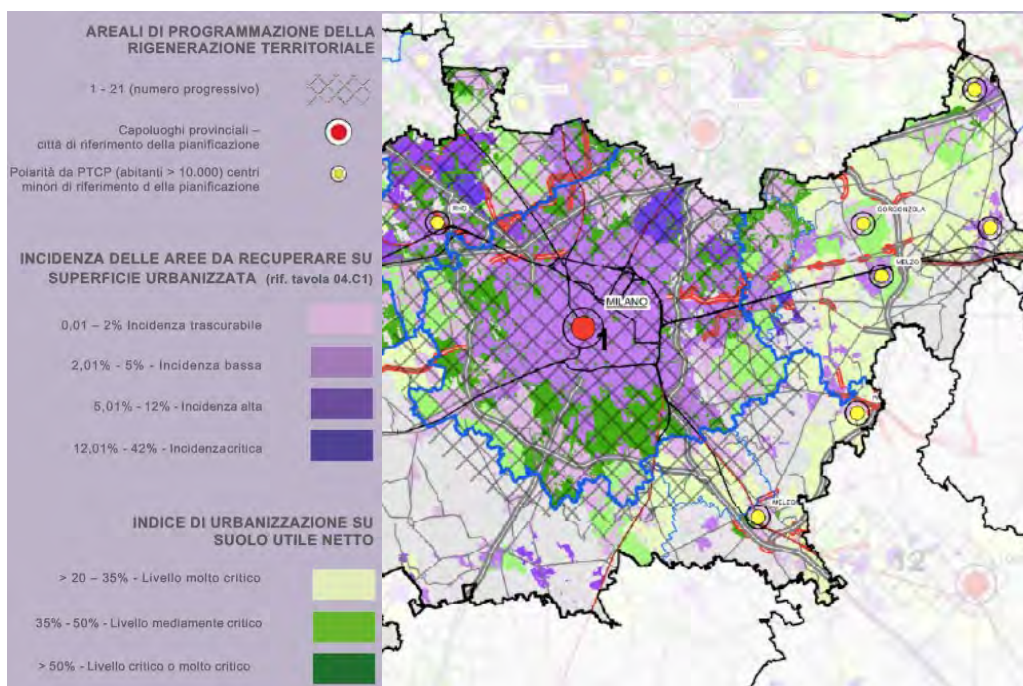 AREALI DI PROGRAMMAZIONE DELLA
RIGENERAZIONE TERRITORIALE
1 - 21 (numero progressivo)
Capoluoghi provinciali –
città di riferimento della pianificazione
Polarità da PTCP (abitanti > 10.000) centri
minori di riferimento d ella pianificazione
INCIDENZA DELLE AREE DA RECUPERARE SU
SUPERFICIE URBANIZZATA (rif. tavola 04.C1)
0,01 – 2% Incidenza trascurabile
2,01% - 5% - Incidenza bassa
5,01% - 12% - Incidenza alta
12,01% - 42% - Incidenzacritica
INDICE DI URBANIZZAZIONE SU
SUOLO UTILE NETTO
> 20 – 35% - Livello molto critico
35% - 50% - Livello mediamente critico
> 50% - Livello critico o molto critico
RHO
GORGONZOLA
MELZO
MILANO
1
MELEG
12